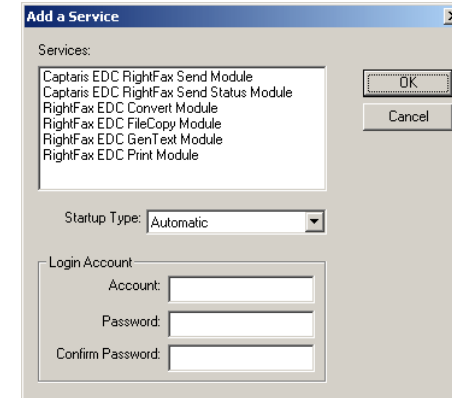 Add a Service
Services:
Captaris EDC RightFax Send Module
Captaris EDC RightFax Send Status Module
RightFax EDC Convert Module
RightFax EDC FileCopy Module
RightFax EDC GenText Module
RightFax EDC Print Module
OK
Cancel
Startup Type: Automatic
Login Account
Account:
Password:
Confirm Password: